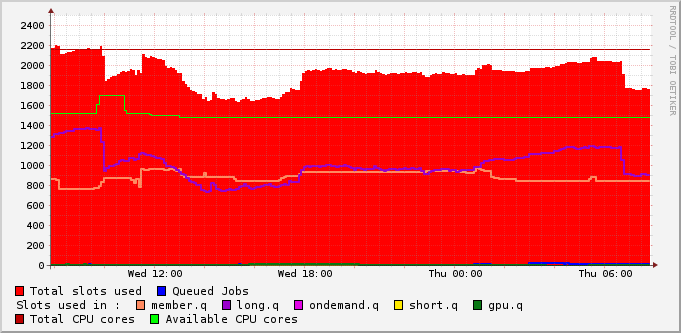 RRDTOOL / TOBI OETIKER
2400
2200
2000
1800
1600
1400
1200
1000
800
600
400
200
0
Wed 12:00 Wed 18:00 Thu 00:00 Thu 06:00
Total slots used Queued Jobs
Slots used in : member.q long.q ondemand.q short.q gpu.q
Total CPU cores Available CPU cores